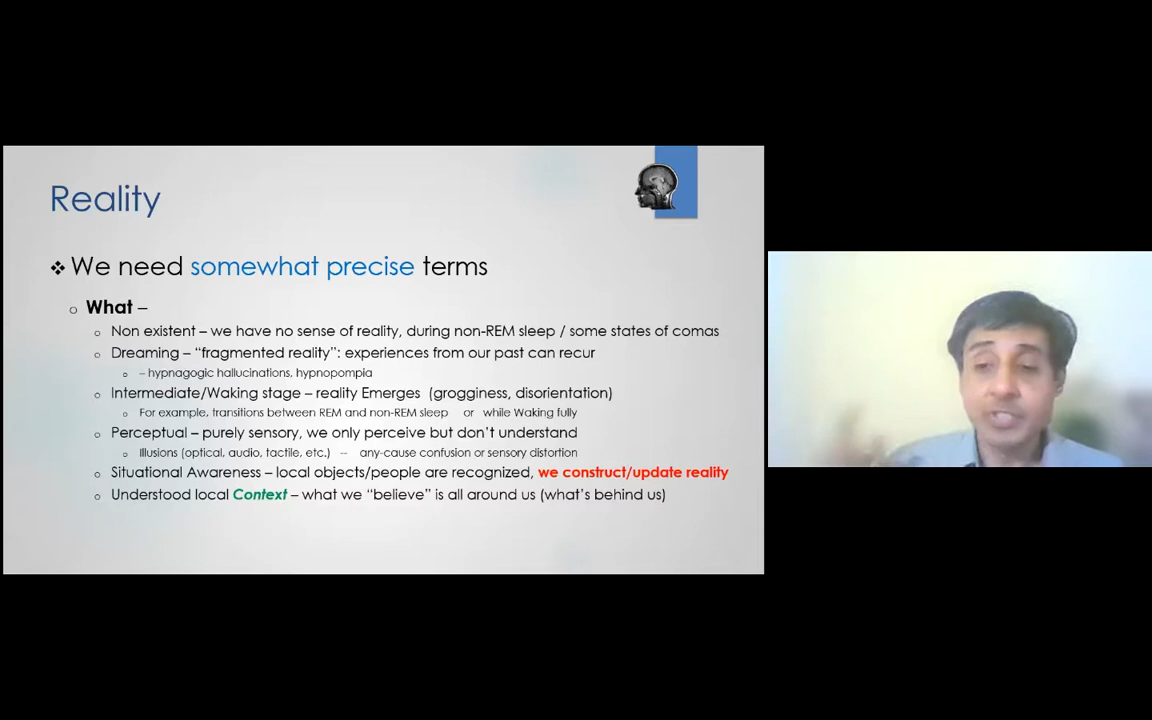 Reality
❖ We need somewhat precise terms
o What –
o Non existent – we have no sense of reality, during non-REM sleep / some states of comas
o Dreaming – “fragmented reality”: experiences from our past can recur
o – hypnagogic hallucinations, hypnopompia
o Intermediate/Waking stage – reality Emerges (grogginess, disorientation)
o For example, transitions between REM and non-REM sleep or while Waking fully
o Perceptual – purely sensory, we only perceive but don’t understand
o Illusions (optical, audio, tactile, etc.) -- any-cause confusion or sensory distortion
o Situational Awareness – local objects/people are recognized, we construct/update reality
o Understood local Context – what we “believe” is all around us (what’s behind us)